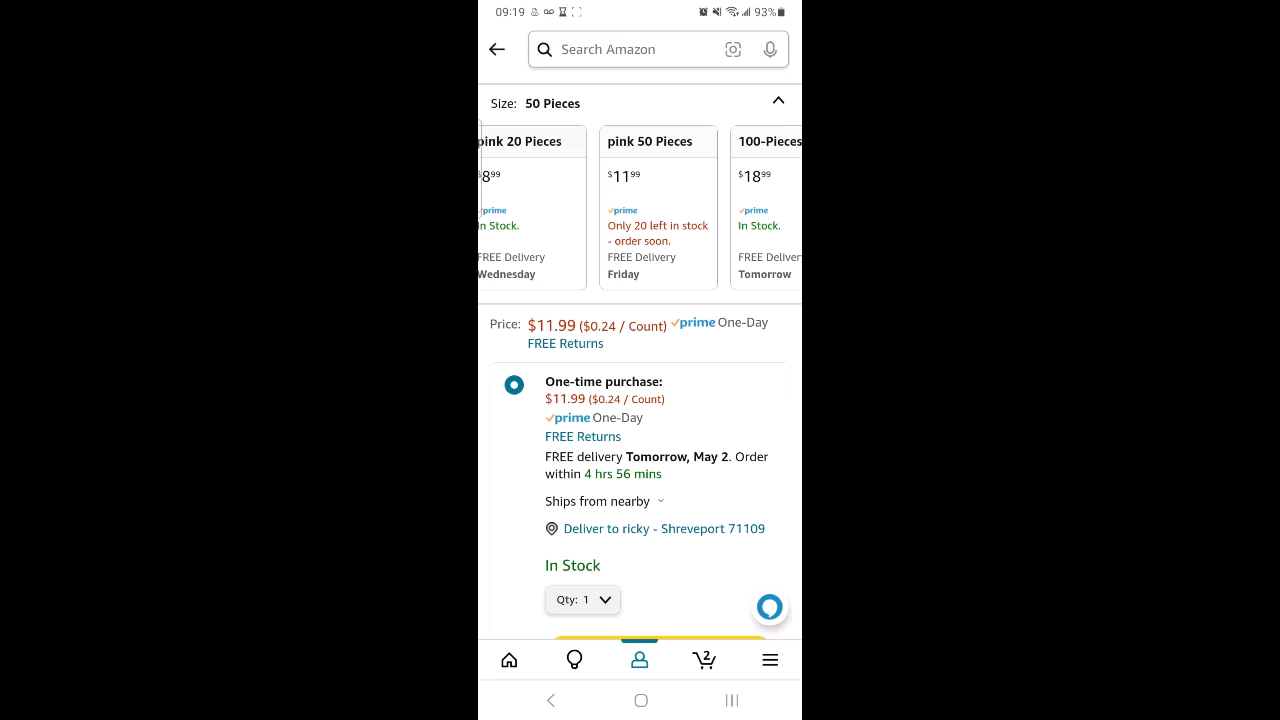 09:19
93%
Search Amazon
Size: 50 Pieces
pink 20 Pieces
pink 50 Pieces
100-Pieces
$8.99
$11.99
$18.99
prime
prime
prime
In Stock.
Only 20 left in stock
- order soon.
In Stock.
FREE Delivery
Wednesday
FREE Delivery
Friday
FREE Deliver
Tomorrow
Price: $11.99 ($0.24 / Count) prime One-Day
FREE Returns
One-time purchase:
$11.99 ($0.24 / Count)
prime One-Day
FREE Returns
FREE delivery Tomorrow, May 2. Order
within 4 hrs 56 mins
Ships from nearby
Deliver to ricky - Shreveport 71109
In Stock
Qty: 1
2